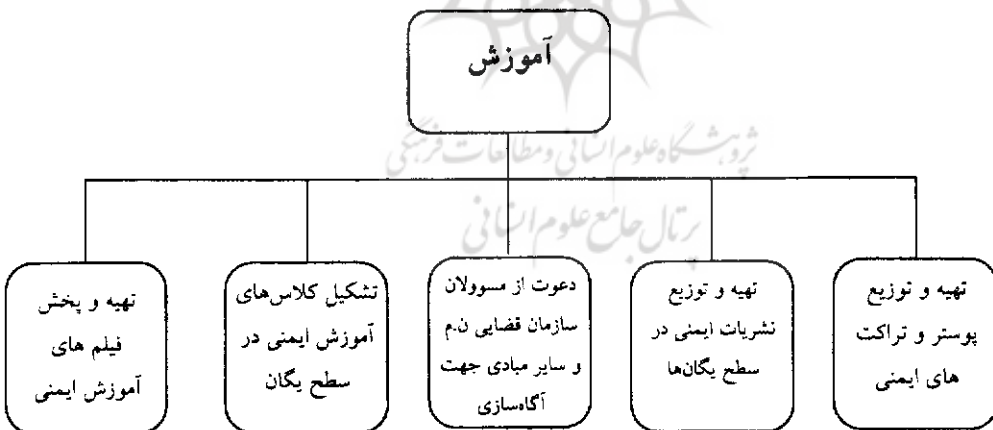 آموزش
پژوهشگاه علوم انسانی و مطالعات فرهنگی
پرتال جامع علوم انسانی
تهیه و توزیع
پوستر و تراکت
های ایمنی
تهیه و توزیع
نشریات ایمنی در
سطح یگان‌ها
دعوت از مسوولان
سازمان قضایی ن.م
و سایر مبادی جهت
آگاه‌سازی
تشکیل کلاس‌های
آموزش ایمنی در
سطح یگان
تهیه و پخش
فیلم های
آموزش ایمنی